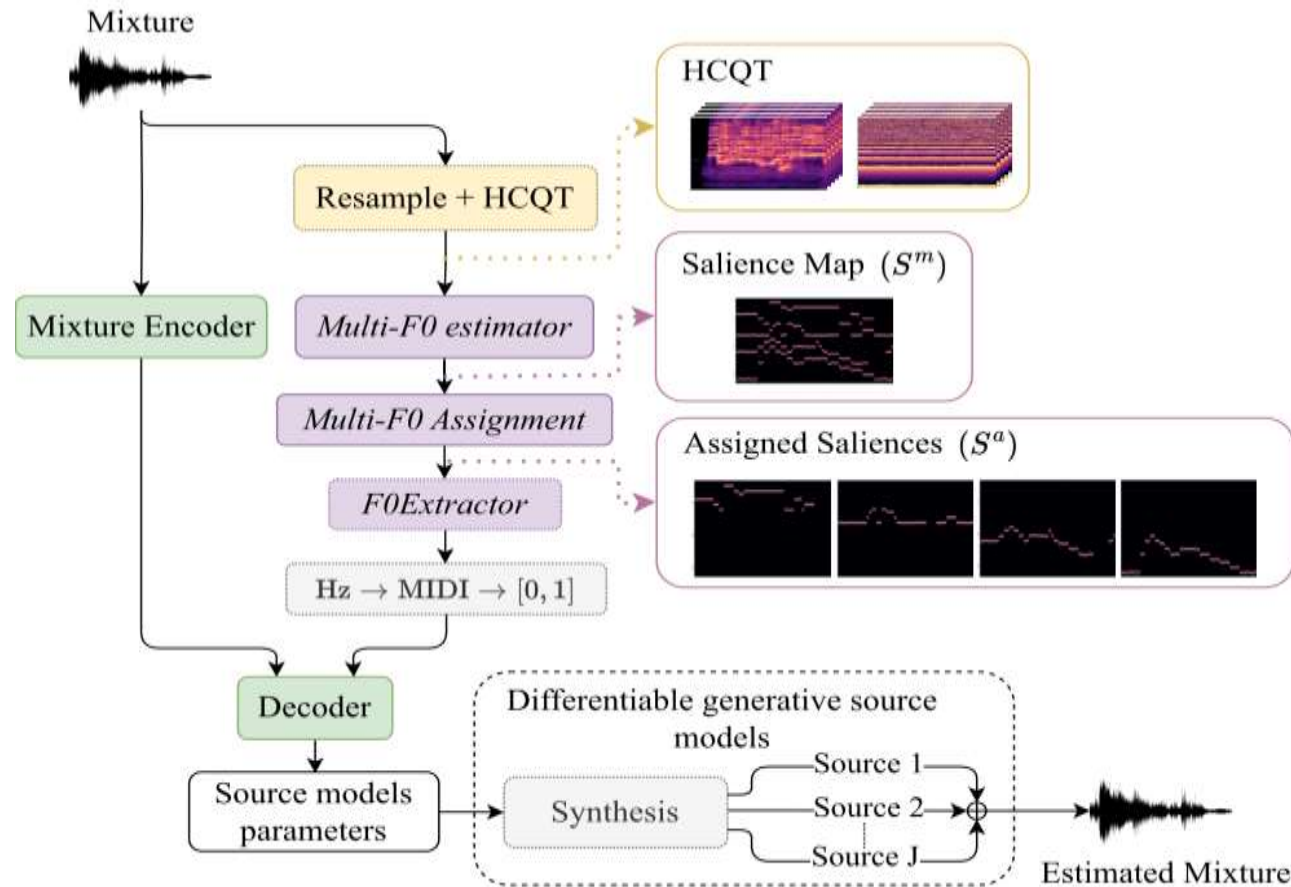 Mixture
HCQT
Resample + HCQT
Salience Map (S^m)
Mixture Encoder
Multi-F0 estimator
Multi-F0 Assignment
Assigned Saliences (S^a)
F0Extractor
Hz → MIDI → [0, 1]
Decoder
Differentiable generative source
models
Source models
parameters
Synthesis
Source 1
Source 2
Source J
Estimated Mixture